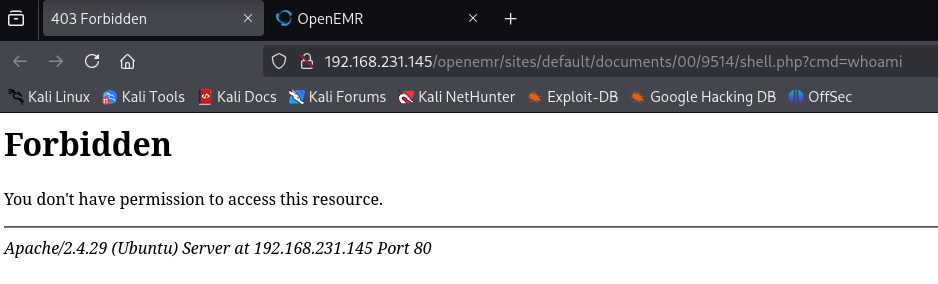 403 Forbidden
OpenEMR
192.168.231.145/openemr/sites/default/documents/00/9514/shell.php?cmd=whoami
Kali Linux Kali Tools Kali Docs Kali Forums Kali NetHunter Exploit-DB Google Hacking DB OffSec
Forbidden
You don't have permission to access this resource.
Apache/2.4.29 (Ubuntu) Server at 192.168.231.145 Port 80